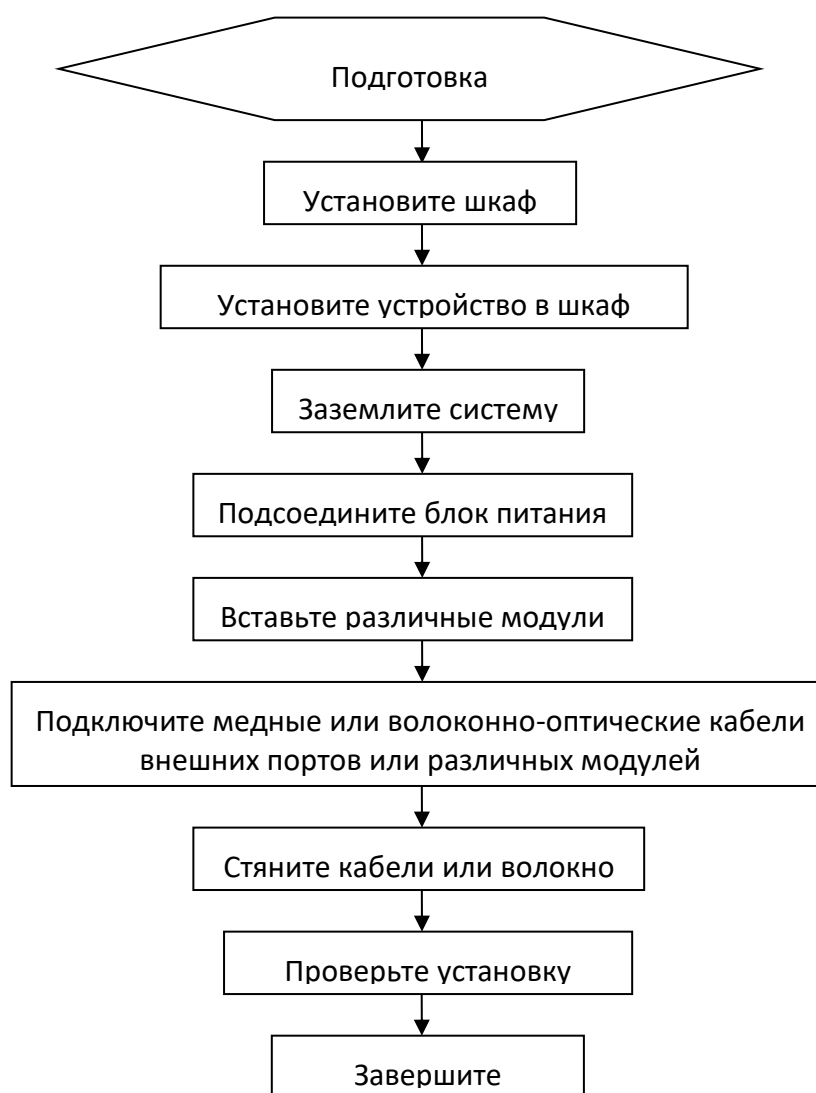 Подготовка
Установите шкаф
Установите устройство в шкаф
Заземлите систему
Подсоедините блок питания
Вставьте различные модули
Подключите медные или волоконно-оптические кабели
внешних портов или различных модулей
Стяните кабели или волокно
Проверьте установку
Завершите